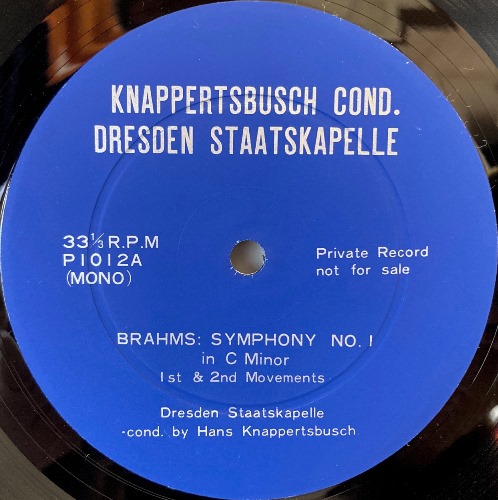 KNAPPERTSBUSCH COND.
DRESDEN STAATSKAPELLE
33⅓ R.P.M
P1012A
(MONO)
Private Record
not for sale
BRAHMS: SYMPHONY NO. 1
in C Minor
1st & 2nd Movements
Dresden Staatskapelle
-cond. by Hans Knappertsbusch